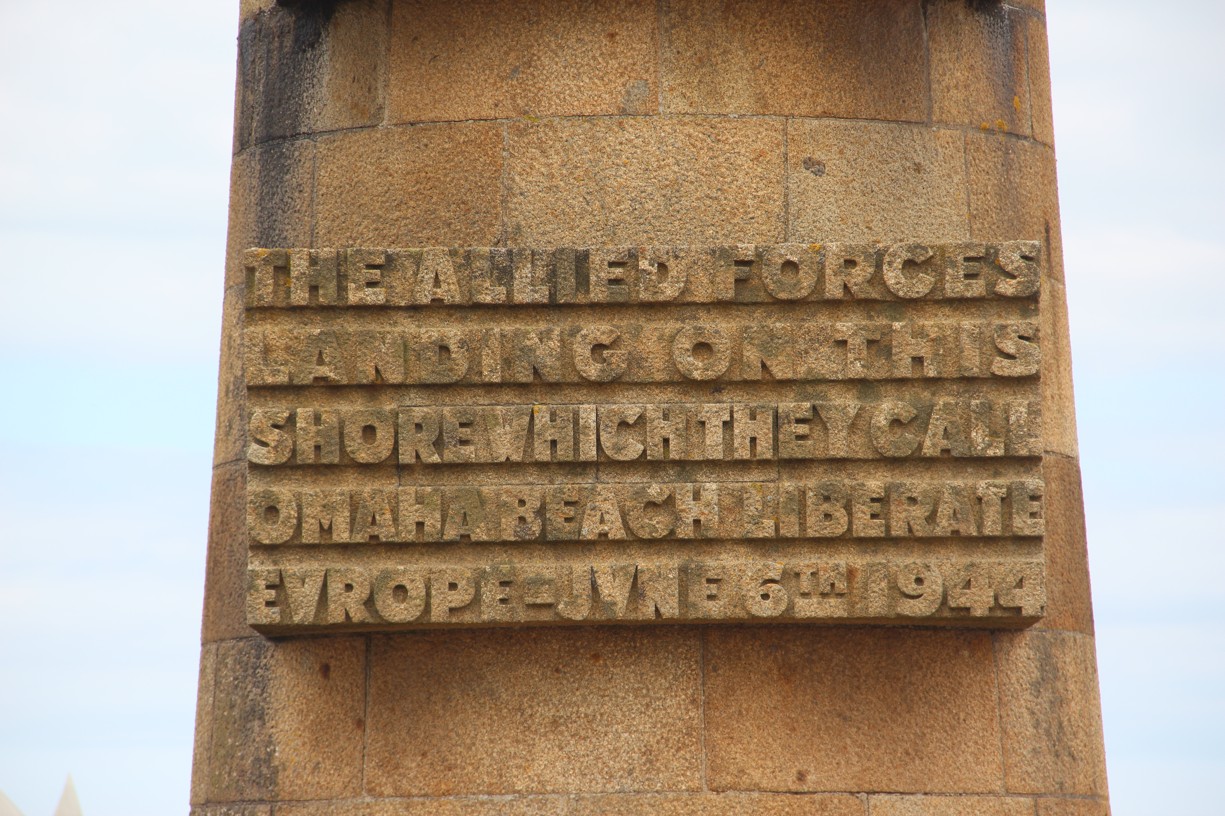 THE ALLIED FORCES
LANDING ON THIS
SHORE WHICH THEY CALL
OMAHA BEACH LIBERATE
EVROPE-JVNE 6TH 1944